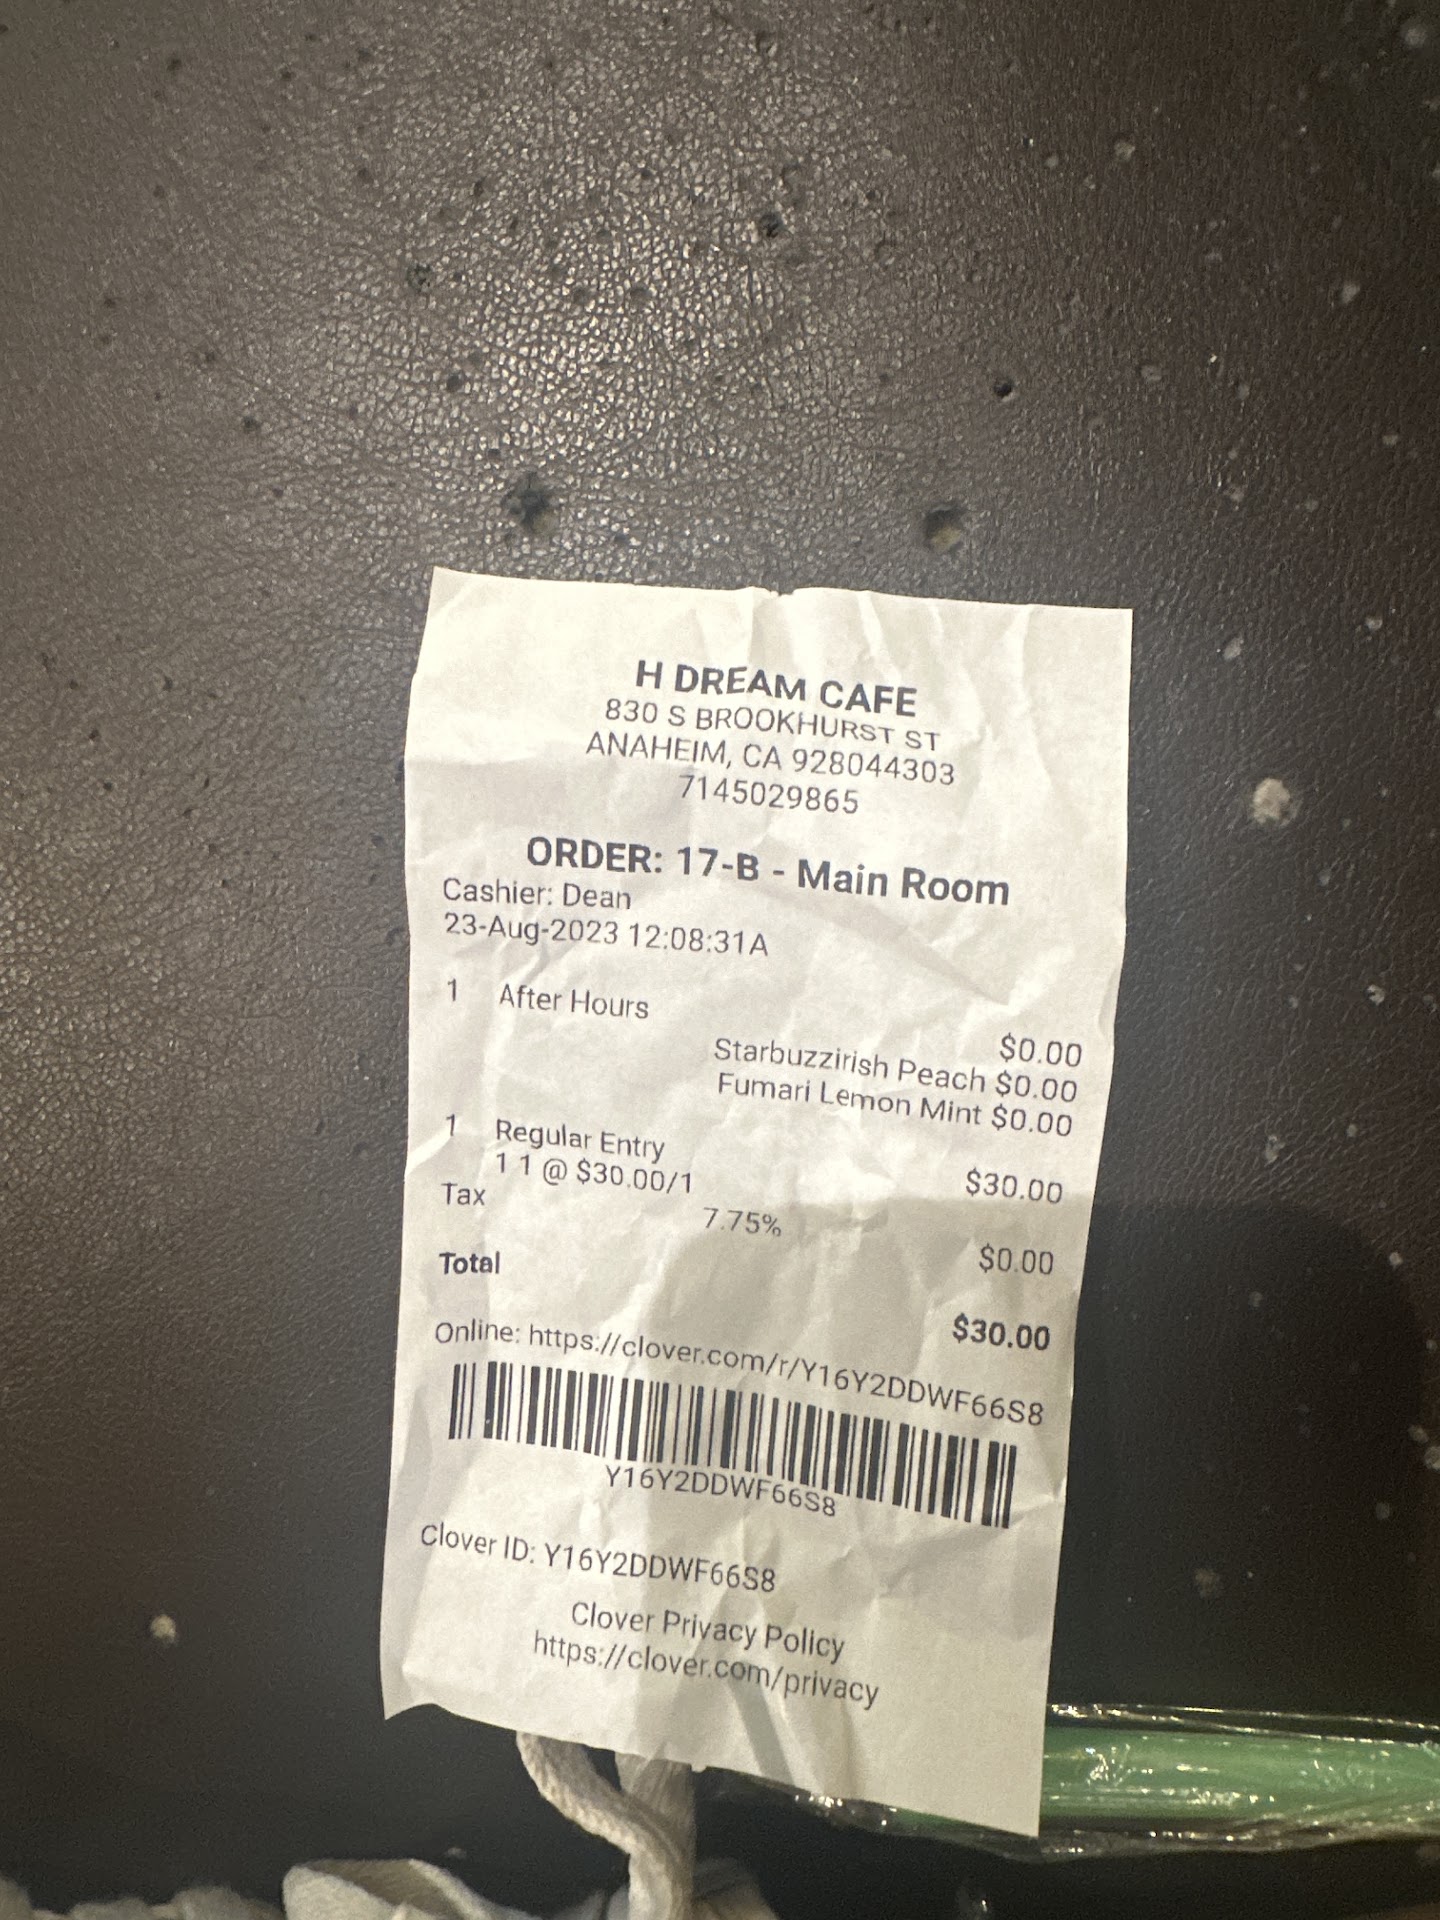 H DREAM CAFE
830 S BROOKHURST ST
ANAHEIM, CA 928044303
7145029865
ORDER: 17-B - Main Room
Cashier: Dean
23-Aug-2023 12:08:31A
1 After Hours
$0.00
Starbuzzirish Peach $0.00
Fumari Lemon Mint $0.00
1 Regular Entry
$30.00
1 1 @ $30.00/1
Tax 7.75% $0.00
Total $30.00
Online: https://clover.com/r/Y16Y2DDWF66S8
Y16Y2DDWF66S8
Clover ID: Y16Y2DDWF66S8
Clover Privacy Policy
https://clover.com/privacy